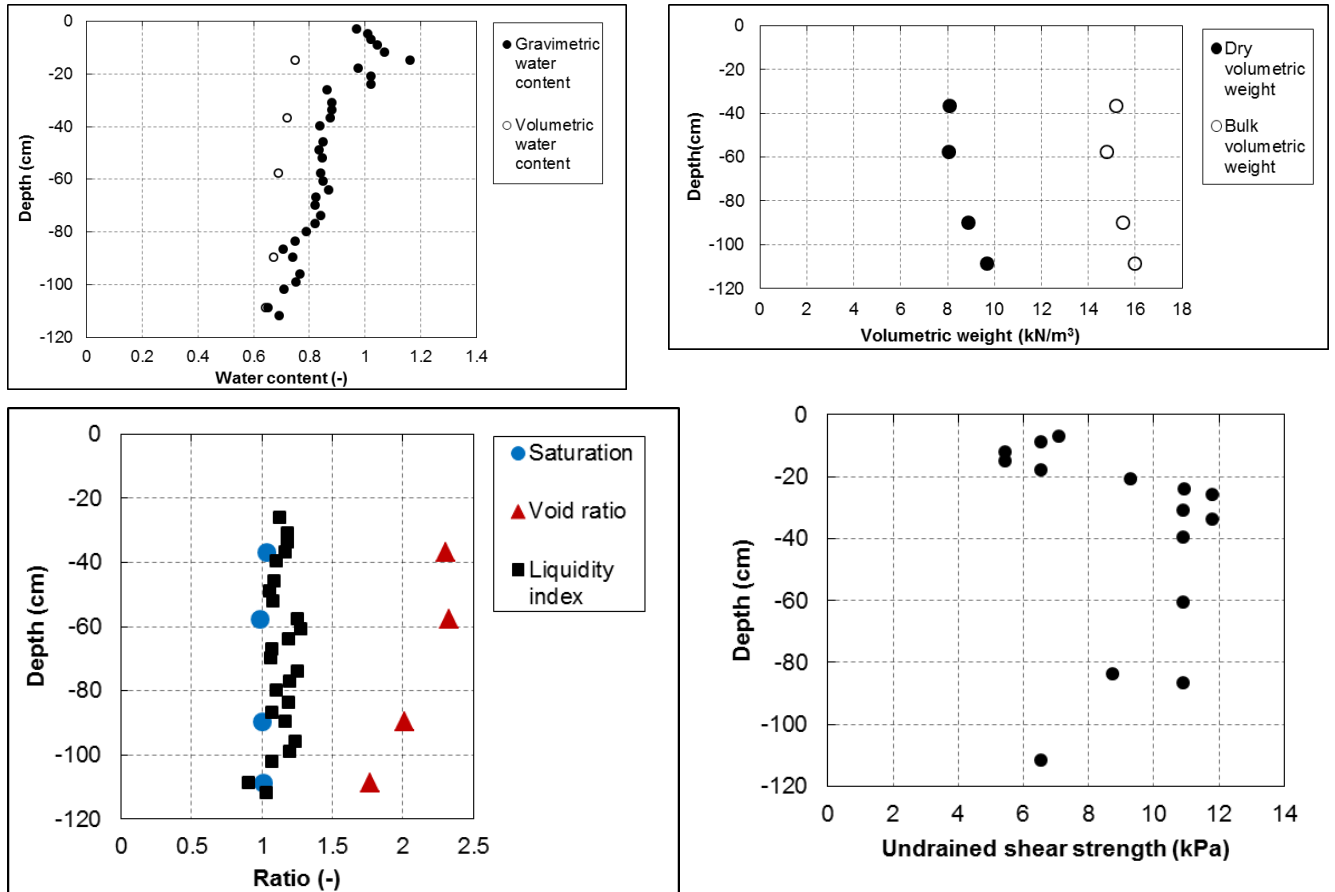 0
-20
-40
-60
-80
-100
-120
Depth (cm)
0 0.2 0.4 0.6 0.8 1 1.2 1.4
Water content (-)
Gravimetric
water
content
Volumetric
water
content
0
-20
-40
-60
-80
-100
-120
Depth(cm)
0 2 4 6 8 10 12 14 16 18
Volumetric weight (kN/m³)
Dry
volumetric
weight
Bulk
volumetric
weight
0
-20
-40
-60
-80
-100
-120
Depth (cm)
0 0.5 1 1.5 2 2.5
Ratio (-)
Saturation
Void ratio
Liquidity
index
0
-20
-40
-60
-80
-100
-120
Depth (cm)
0 2 4 6 8 10 12 14
Undrained shear strength (kPa)